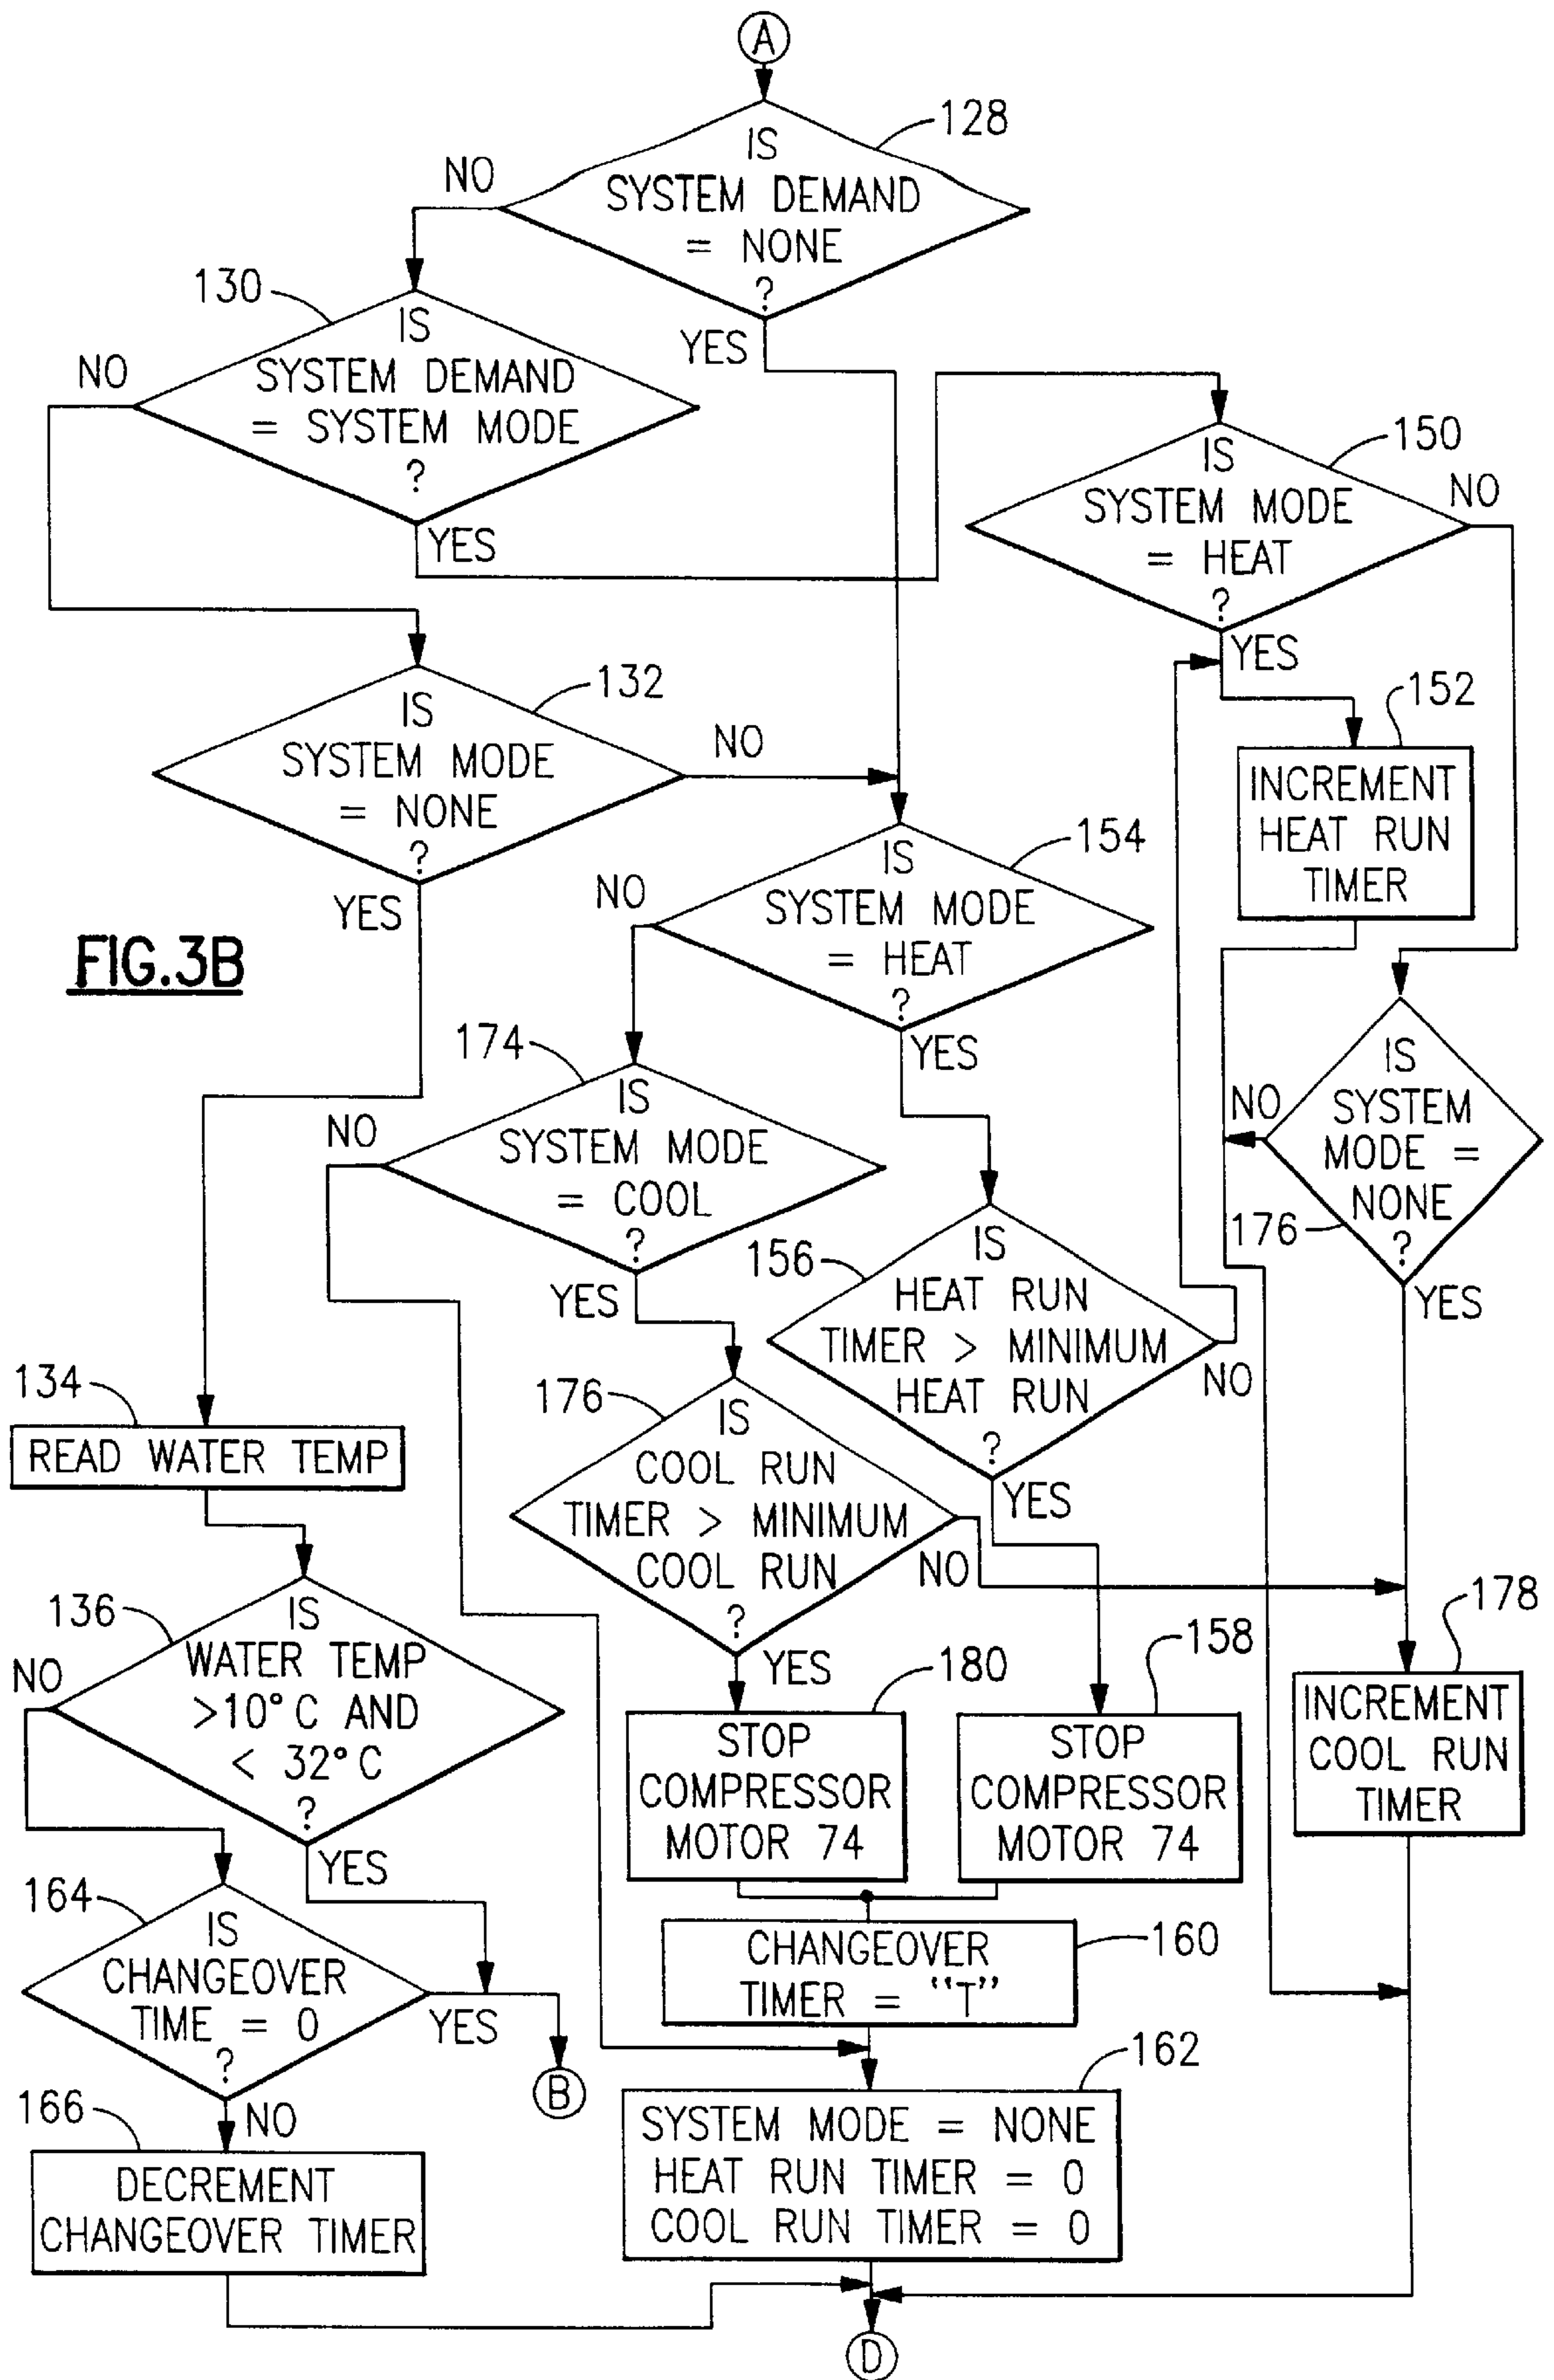 A
128
IS
SYSTEM DEMAND
= NONE
?
NO
YES
130
IS
SYSTEM DEMAND
= SYSTEM MODE
?
NO
YES
150
IS
SYSTEM MODE
= HEAT
?
NO
YES
132
IS
SYSTEM MODE
= NONE
?
NO
YES
152
INCREMENT
HEAT RUN
TIMER
154
IS
SYSTEM MODE
= HEAT
?
NO
YES
FIG.3B
174
IS
SYSTEM MODE
= COOL
?
NO
YES
IS
SYSTEM
MODE =
NONE
?
NO
176
YES
156
IS
HEAT RUN
TIMER > MINIMUM
HEAT RUN
?
NO
YES
134
READ WATER TEMP
176
IS
COOL RUN
TIMER > MINIMUM
COOL RUN
?
NO
YES
136
IS
WATER TEMP
>10°C AND
< 32°C
?
NO
YES
180
STOP
COMPRESSOR
MOTOR 74
158
STOP
COMPRESSOR
MOTOR 74
178
INCREMENT
COOL RUN
TIMER
164
IS
CHANGEOVER
TIME = 0
?
YES
NO
B
160
CHANGEOVER
TIMER = "T"
162
SYSTEM MODE = NONE
HEAT RUN TIMER = 0
COOL RUN TIMER = 0
166
DECREMENT
CHANGEOVER TIMER
D